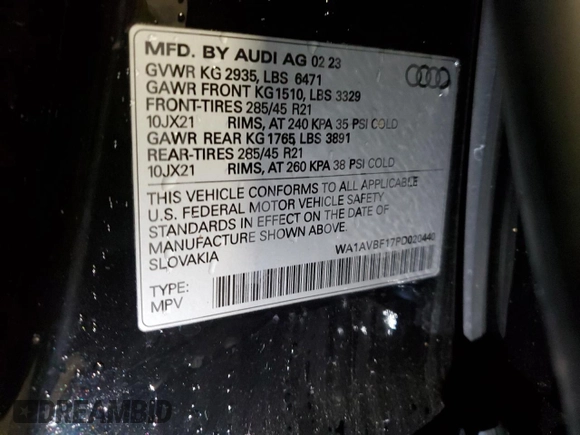 MFD. BY AUDI AG 02 23
GVWR KG 2935, LBS 6471
GAWR FRONT KG1510, LBS 3329
FRONT-TIRES 285/45 R21
10JX21 RIMS, AT 240 KPA 35 PSI COLD
GAWR REAR KG 1765, LBS 3891
REAR-TIRES 285/45 R21
10JX21 RIMS, AT 260 KPA 38 PSI COLD
THIS VEHICLE CONFORMS TO ALL APPLICABLE
U.S. FEDERAL MOTOR VEHICLE SAFETY
STANDARDS IN EFFECT ON THE DATE OF
MANUFACTURE SHOWN ABOVE.
SLOVAKIA
WA1AVBF17PD020440
TYPE:
MPV
DREAMBID